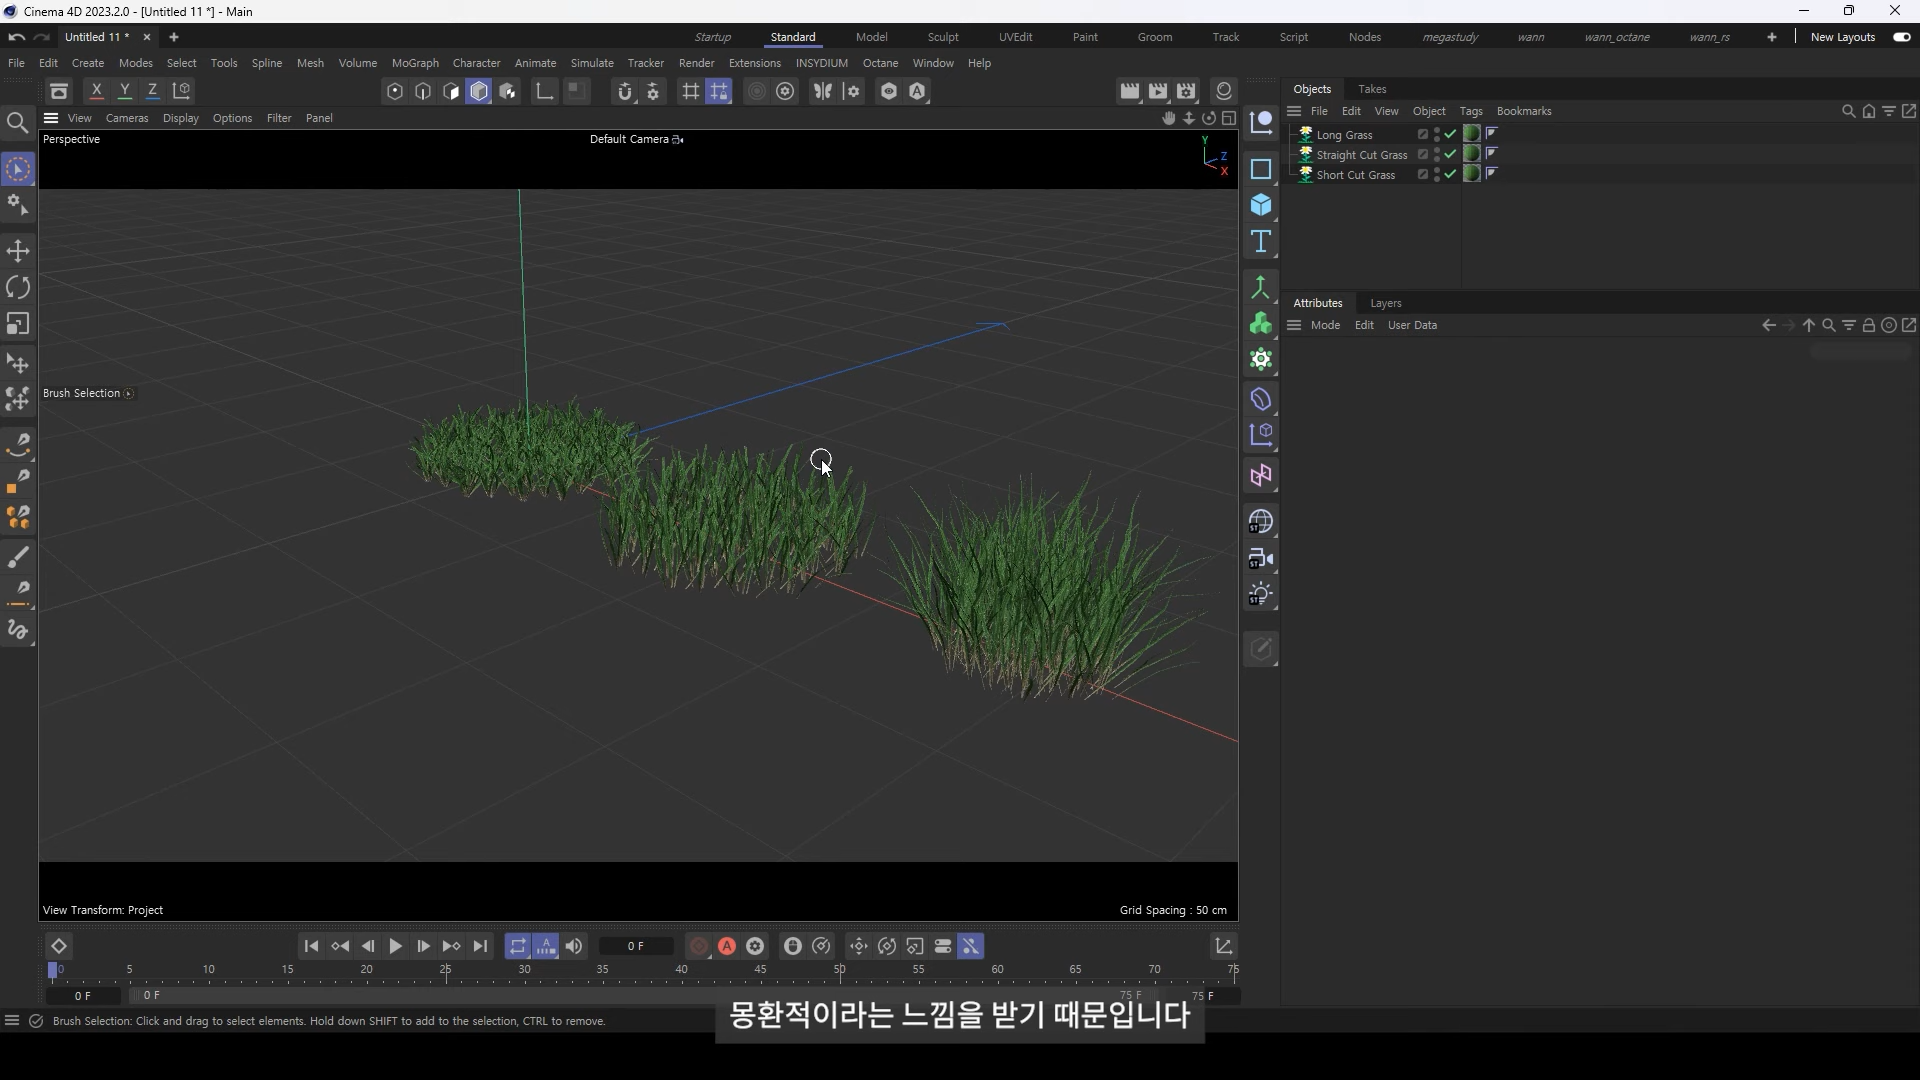 Cinema 4D 2023.2.0 - [Untitled 11 *] - Main
Untitled 11 *
Startup Standard Model Sculpt UVEdit Paint Groom Track Script Nodes megastudy wann wann_octane wann_rs New Layouts
File Edit Create Modes Select Tools Spline Mesh Volume MoGraph Character Animate Simulate Tracker Render Extensions INSYDIUM Octane Window Help
X Y Z
Objects Takes
View Cameras Display Options Filter Panel
File Edit View Object Tags Bookmarks
Perspective
Default Camera
Y
Z
X
Long Grass
Straight Cut Grass
Short Cut Grass
Attributes Layers
Mode Edit User Data
Brush Selection
View Transform: Project
Grid Spacing : 50 cm
0 F
0 5 10 15 20 25 30 35 40 45 50 55 60 65 70 75
0 F 0 F 75 F 75 F
몽환적이라는 느낌을 받기 때문입니다
Brush Selection: Click and drag to select elements. Hold down SHIFT to add to the selection, CTRL to remove.